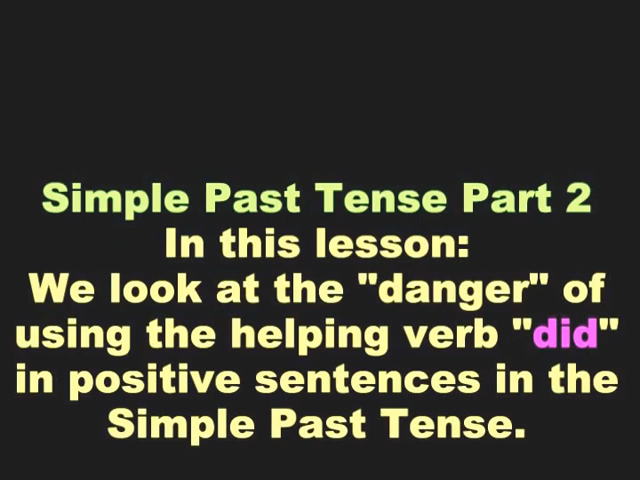 Simple Past Tense Part 2
In this lesson:
We look at the "danger" of
using the helping verb "did"
in positive sentences in the
Simple Past Tense.